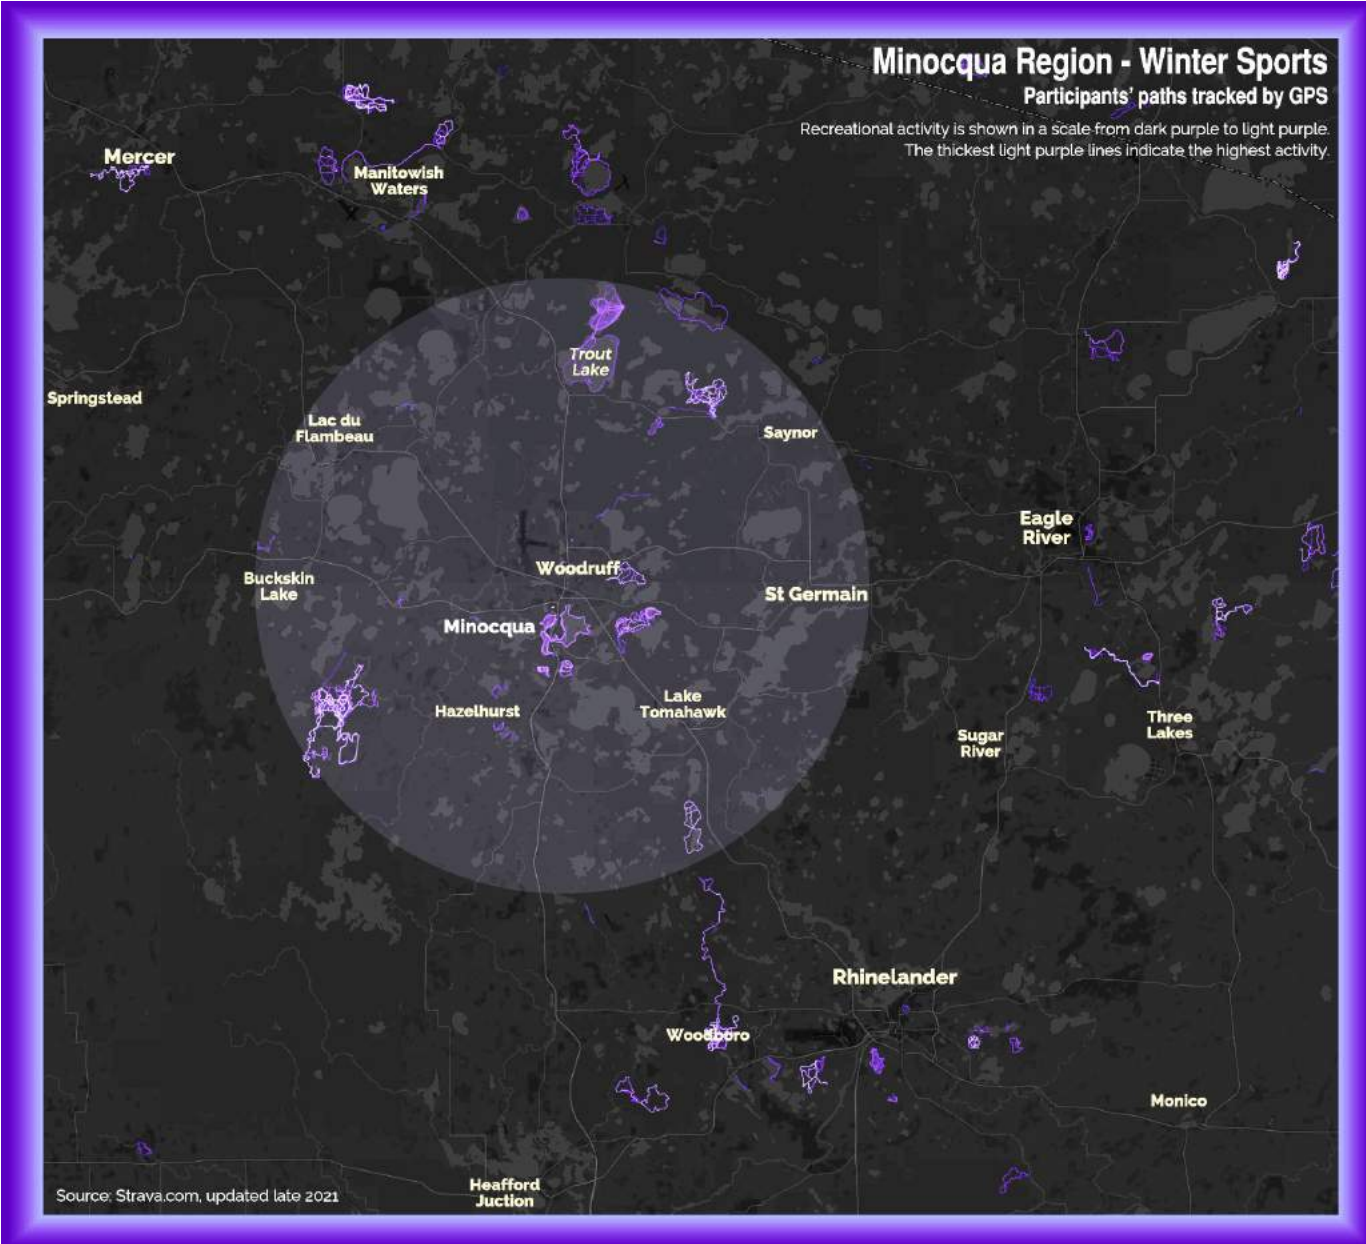 Minocqua Region - Winter Sports
Participants' paths tracked by GPS
Recreational activity is shown in a scale from dark purple to light purple.
The thickest light purple lines indicate the highest activity.
Mercer
Manitowish
Waters
Trout
Lake
Springstead
Lac du
Flambeau
Saynor
Eagle
River
Woodruff
Buckskin
Lake
St Germain
Minocqua
Hazelhurst
Lake
Tomahawk
Three
Lakes
Sugar
River
Rhinelander
Woodboro
Monico
Heafford
Juction
Source: Strava.com, updated late 2021